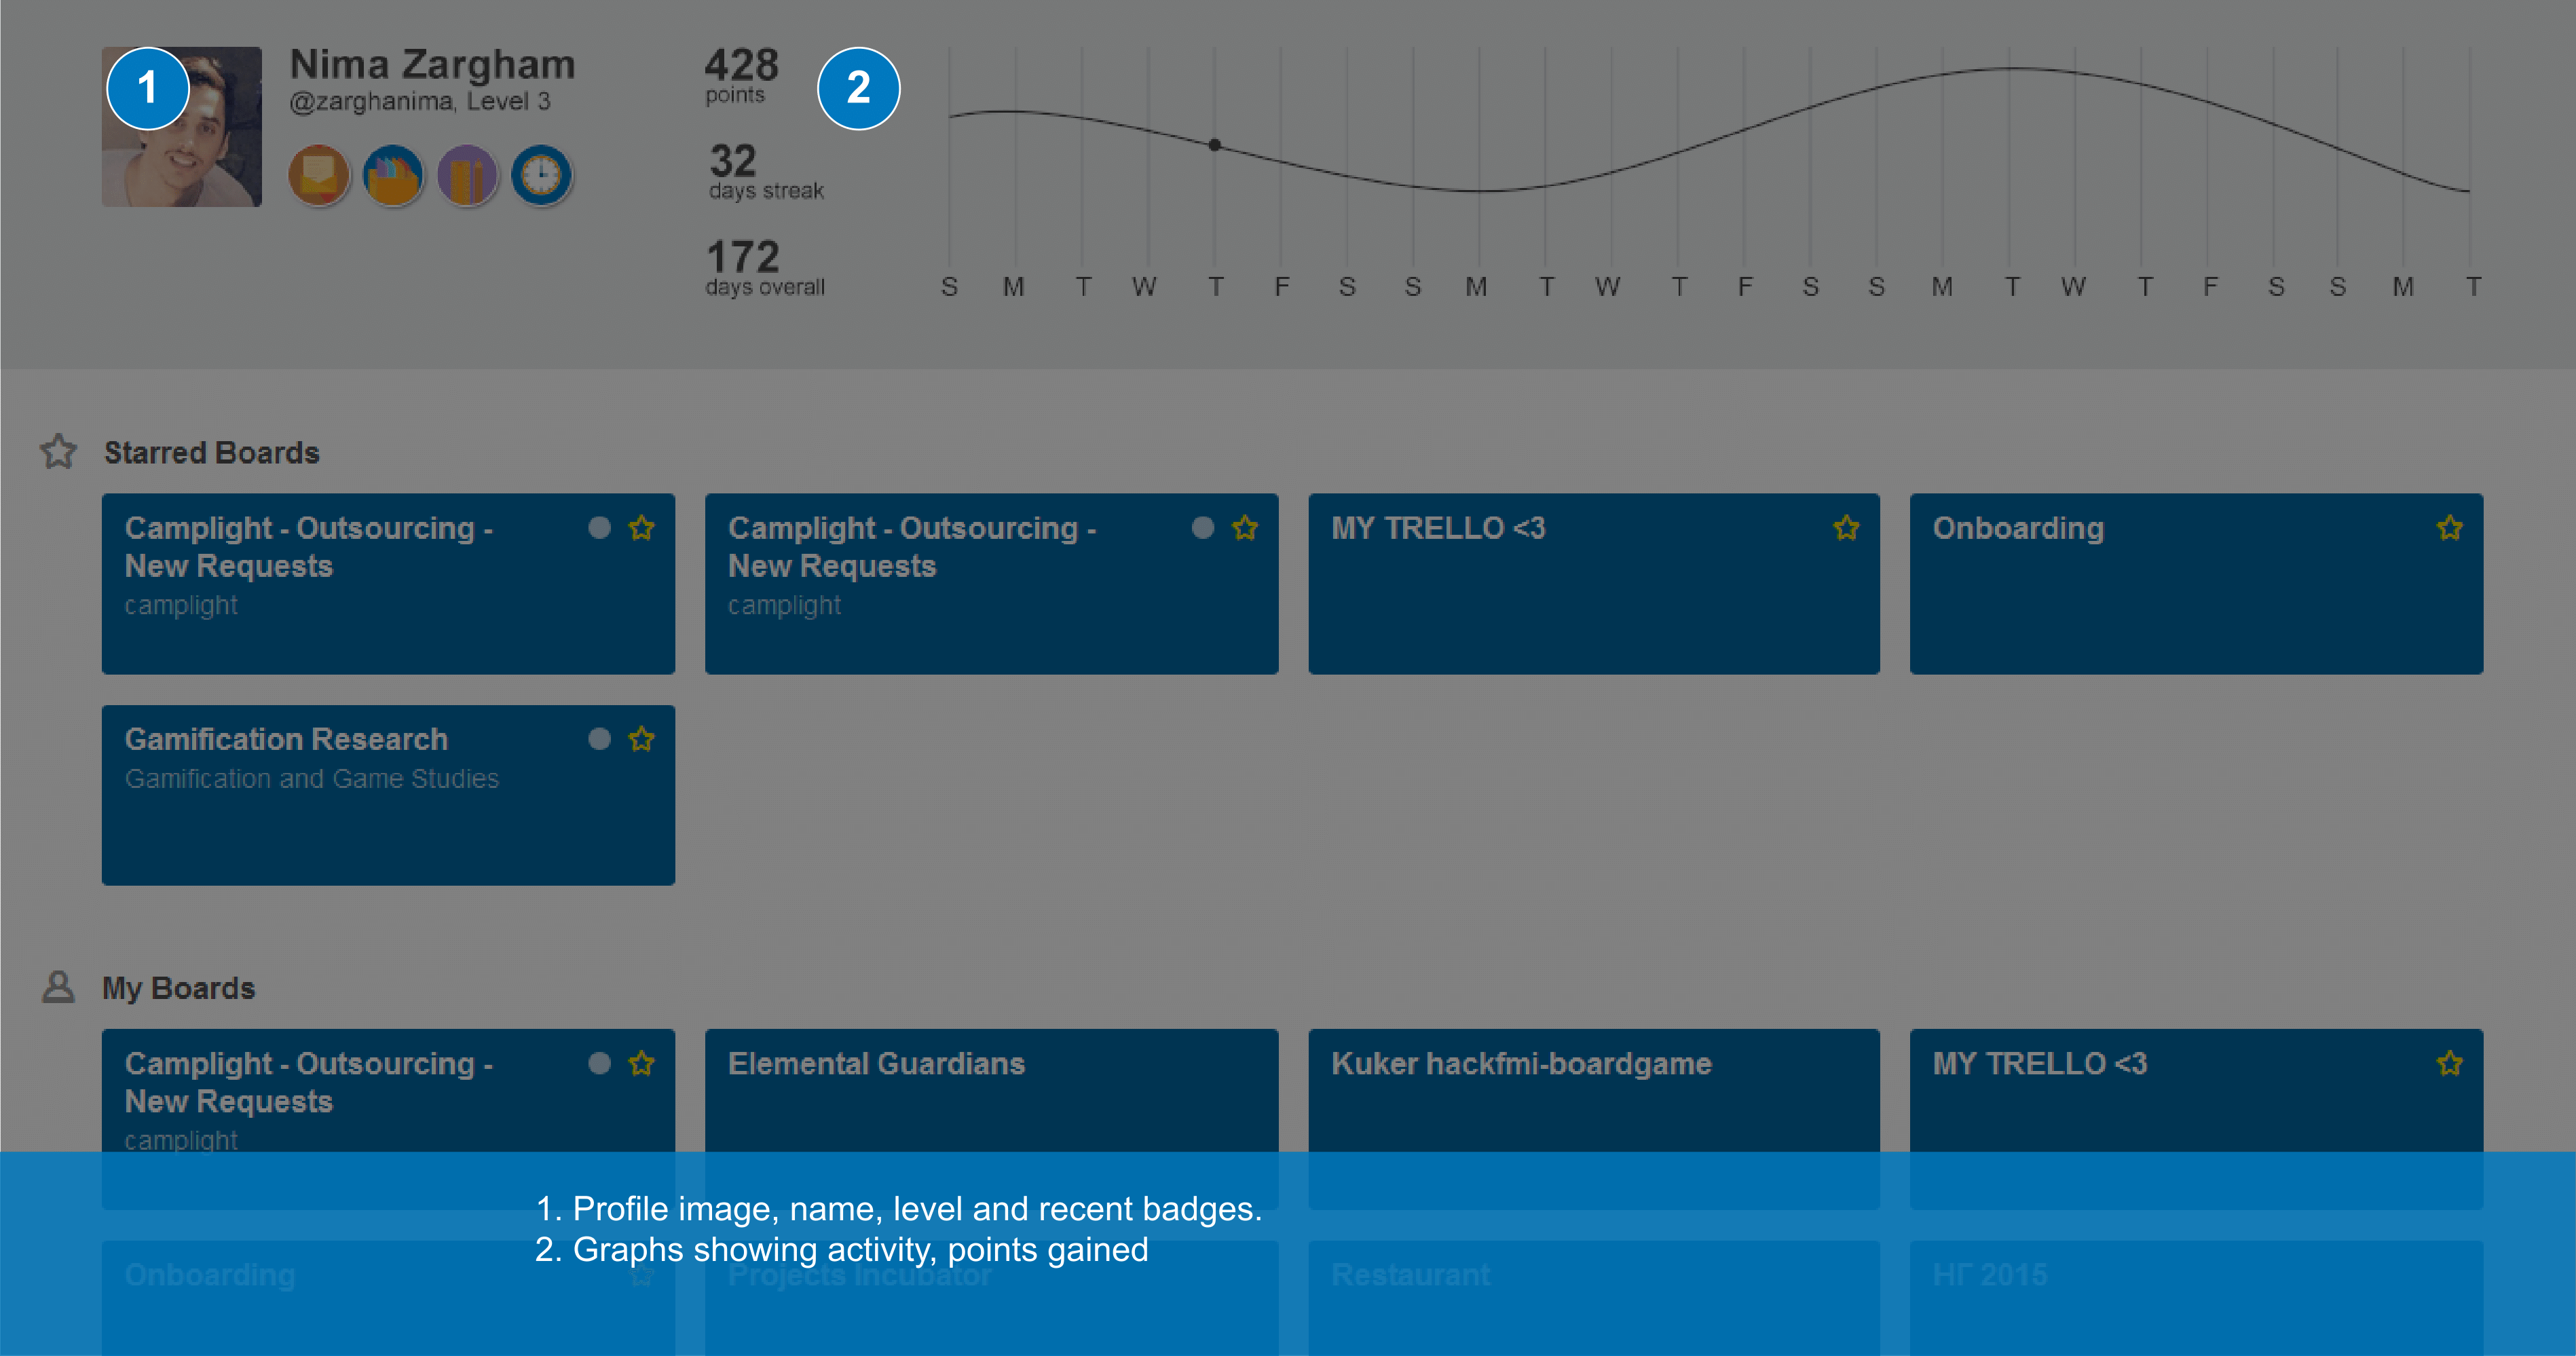 1
Nima Zargham
@zarghanima, Level 3
428
points
32
days streak
172
days overall
2
S M T W T F S S M T W T F S S M T W T F S S M T
Starred Boards
Camplight - Outsourcing -
New Requests
camplight
Camplight - Outsourcing -
New Requests
camplight
MY TRELLO <3
Onboarding
Gamification Research
Gamification and Game Studies
My Boards
Camplight - Outsourcing -
New Requests
camplight
Elemental Guardians
Kuker hackfmi-boardgame
MY TRELLO <3
1. Profile image, name, level and recent badges.
2. Graphs showing activity, points gained
Onboarding
Projects Incubator
Restaurant
НГ 2015